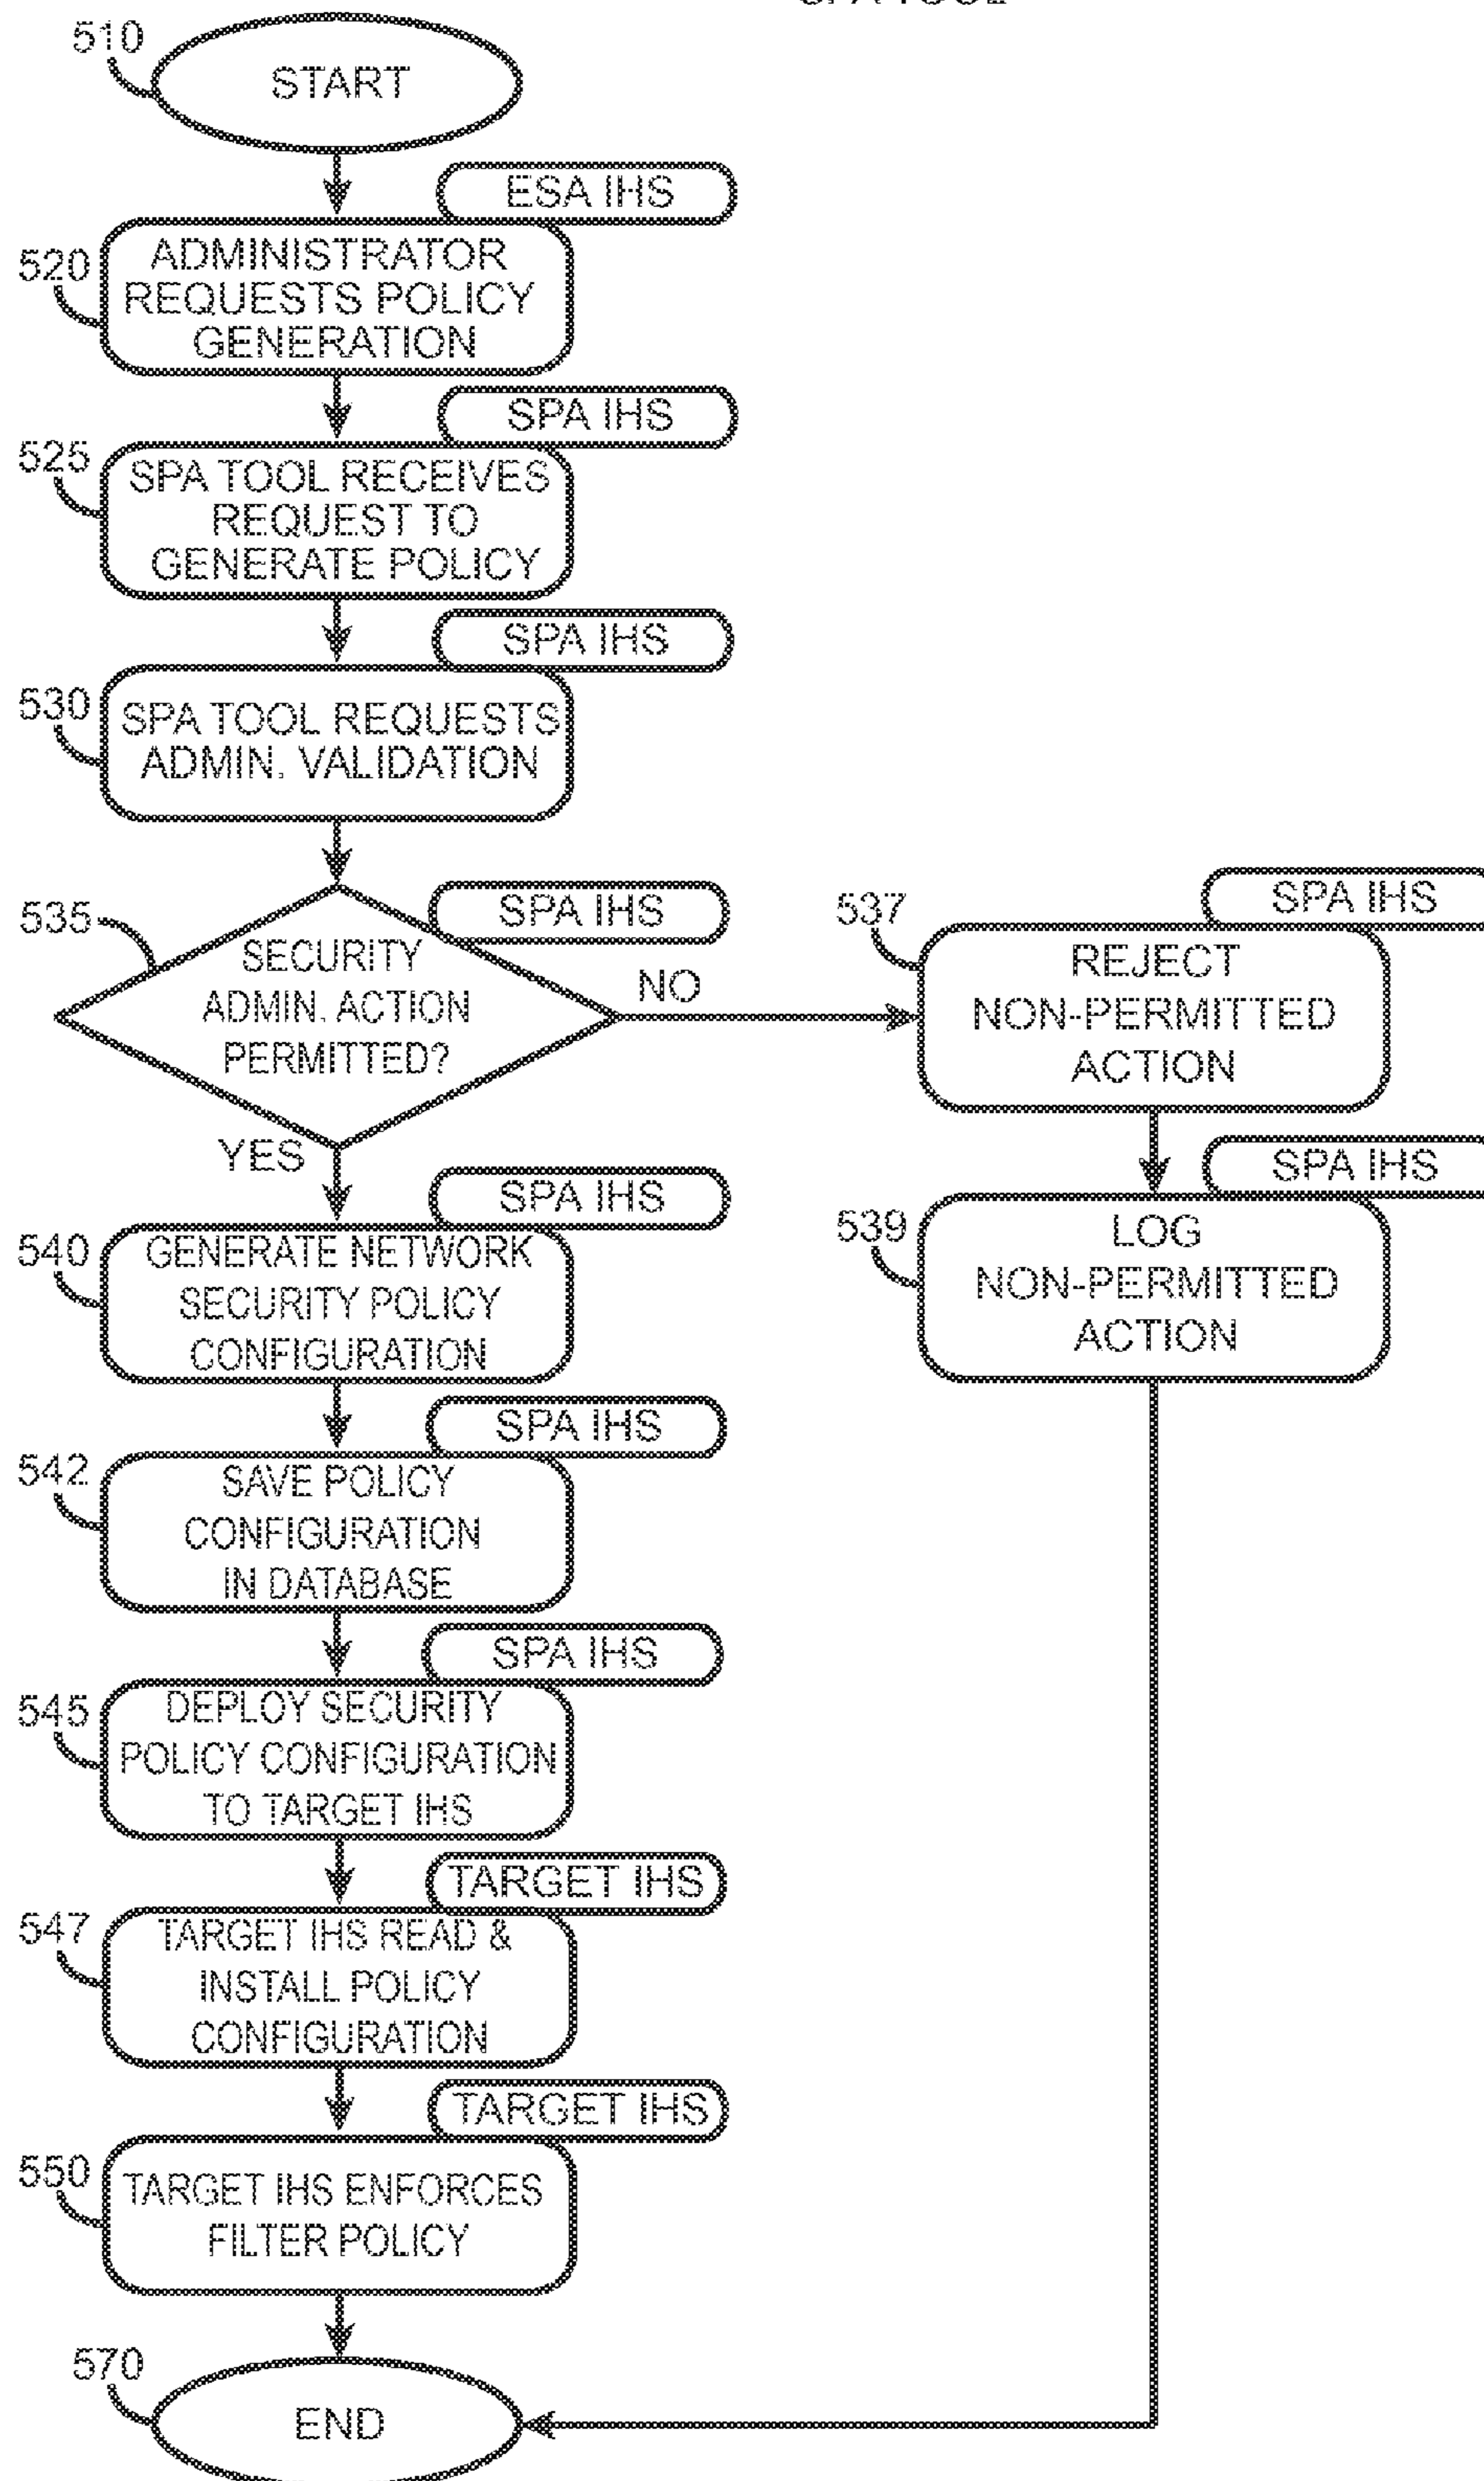 510
START
ESA IHS
520
ADMINISTRATOR
REQUESTS POLICY
GENERATION
SPA IHS
525
SPA TOOL RECEIVES
REQUEST TO
GENERATE POLICY
SPA IHS
530
SPA TOOL REQUESTS
ADMIN. VALIDATION
SPA IHS
535
SECURITY
ADMIN. ACTION
PERMITTED?
NO
YES
SPA IHS
537
REJECT
NON-PERMITTED
ACTION
SPA IHS
539
LOG
NON-PERMITTED
ACTION
SPA IHS
540
GENERATE NETWORK
SECURITY POLICY
CONFIGURATION
SPA IHS
542
SAVE POLICY
CONFIGURATION
IN DATABASE
SPA IHS
545
DEPLOY SECURITY
POLICY CONFIGURATION
TO TARGET IHS
TARGET IHS
547
TARGET IHS READ &
INSTALL POLICY
CONFIGURATION
TARGET IHS
550
TARGET IHS ENFORCES
FILTER POLICY
570
END